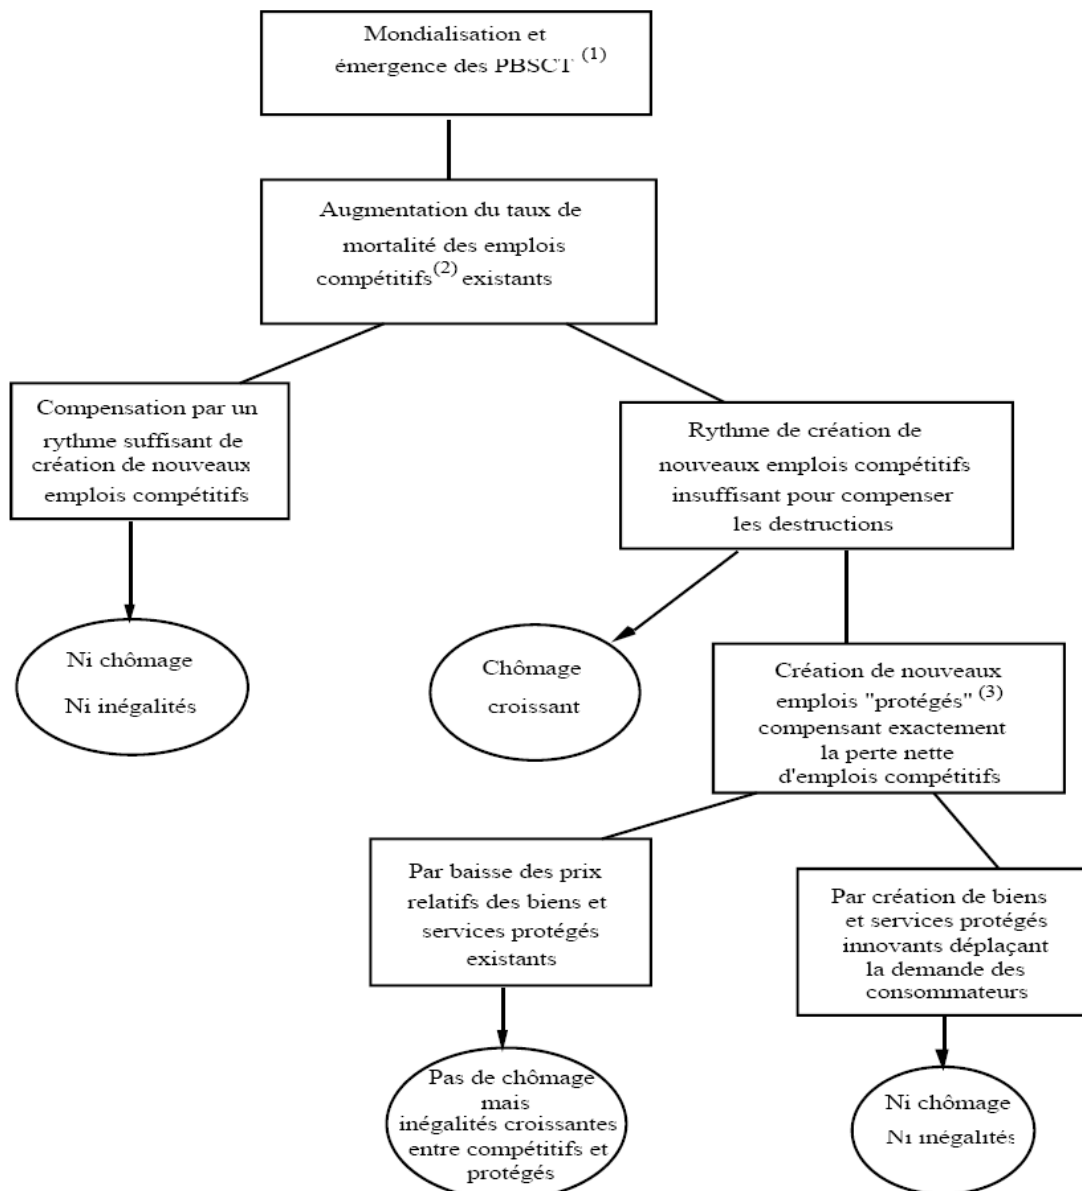 Mondialisation et
émergence des PBSCT (1)
Augmentation du taux de
mortalité des emplois
compétitifs(2) existants
Compensation par un
rythme suffisant de
création de nouveaux
emplois compétitifs
Rythme de création de
nouveaux emplois compétitifs
insuffisant pour compenser
les destructions
Ni chômage
Ni inégalités
Chômage
croissant
Création de nouveaux
emplois "protégés" (3)
compensant exactement
la perte nette
d'emplois compétitifs
Par baisse des prix
relatifs des biens et
services protégés
existants
Par création de biens
et services protégés
innovants déplaçant
la demande des
consommateurs
Pas de chômage
mais
inégalités croissantes
entre compétitifs et
protégés
Ni chômage
Ni inégalités